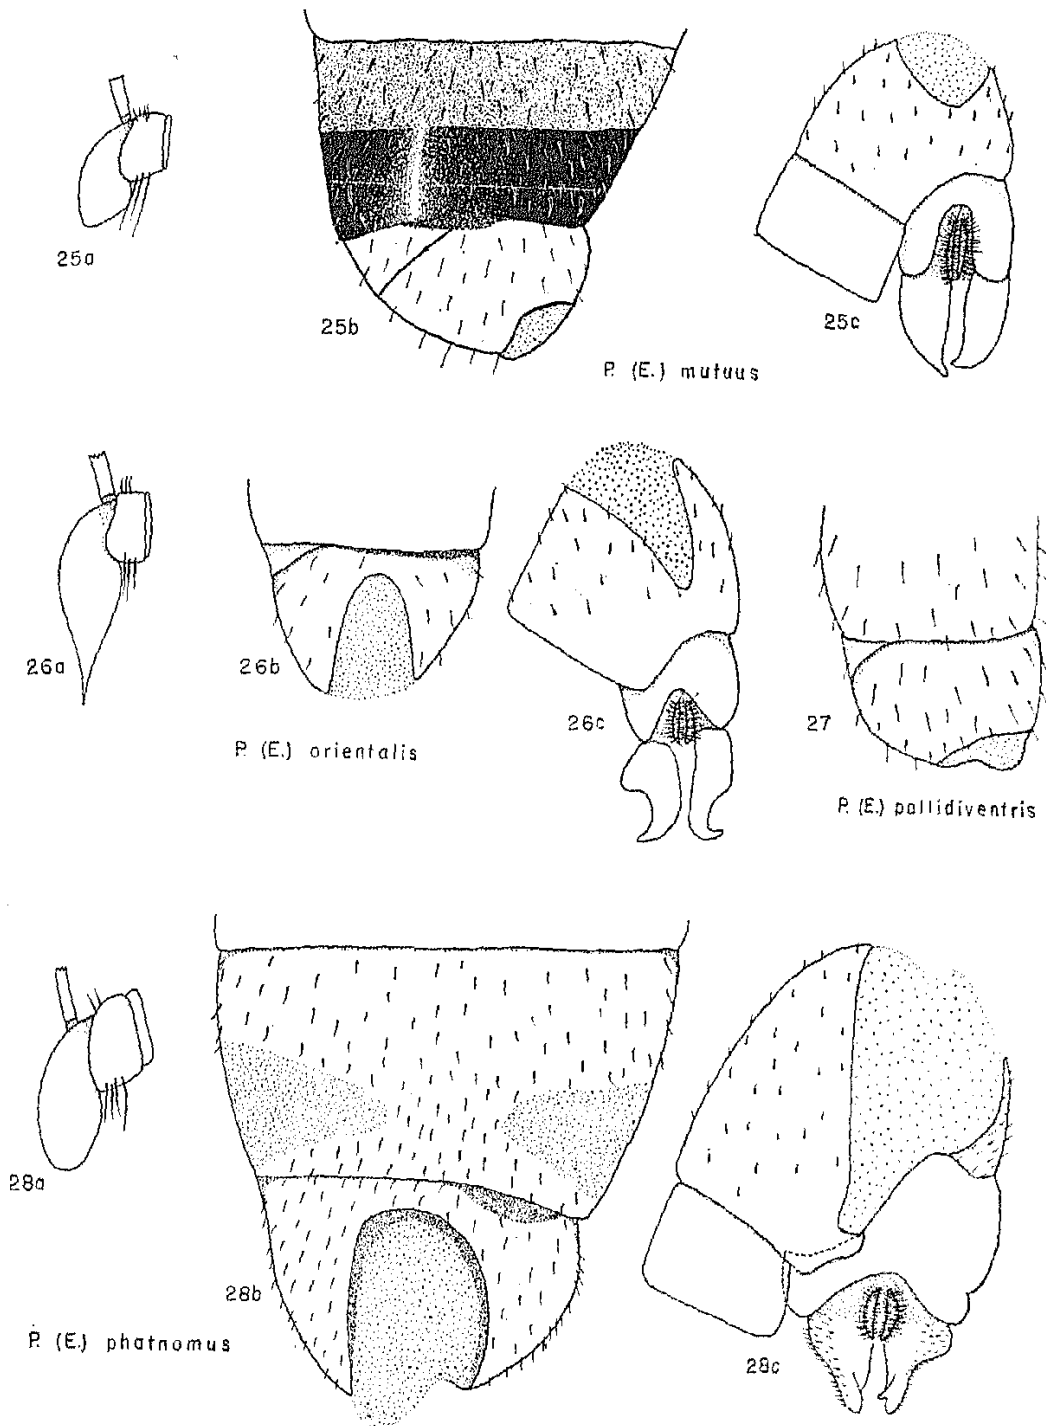 25a
25b
25c
P. (E.) mutuus
26a
26b
26c
27
P. (E.) orientalis
P. (E.) pallidiventris
28a
28b
28c
P. (E.) phatnomus